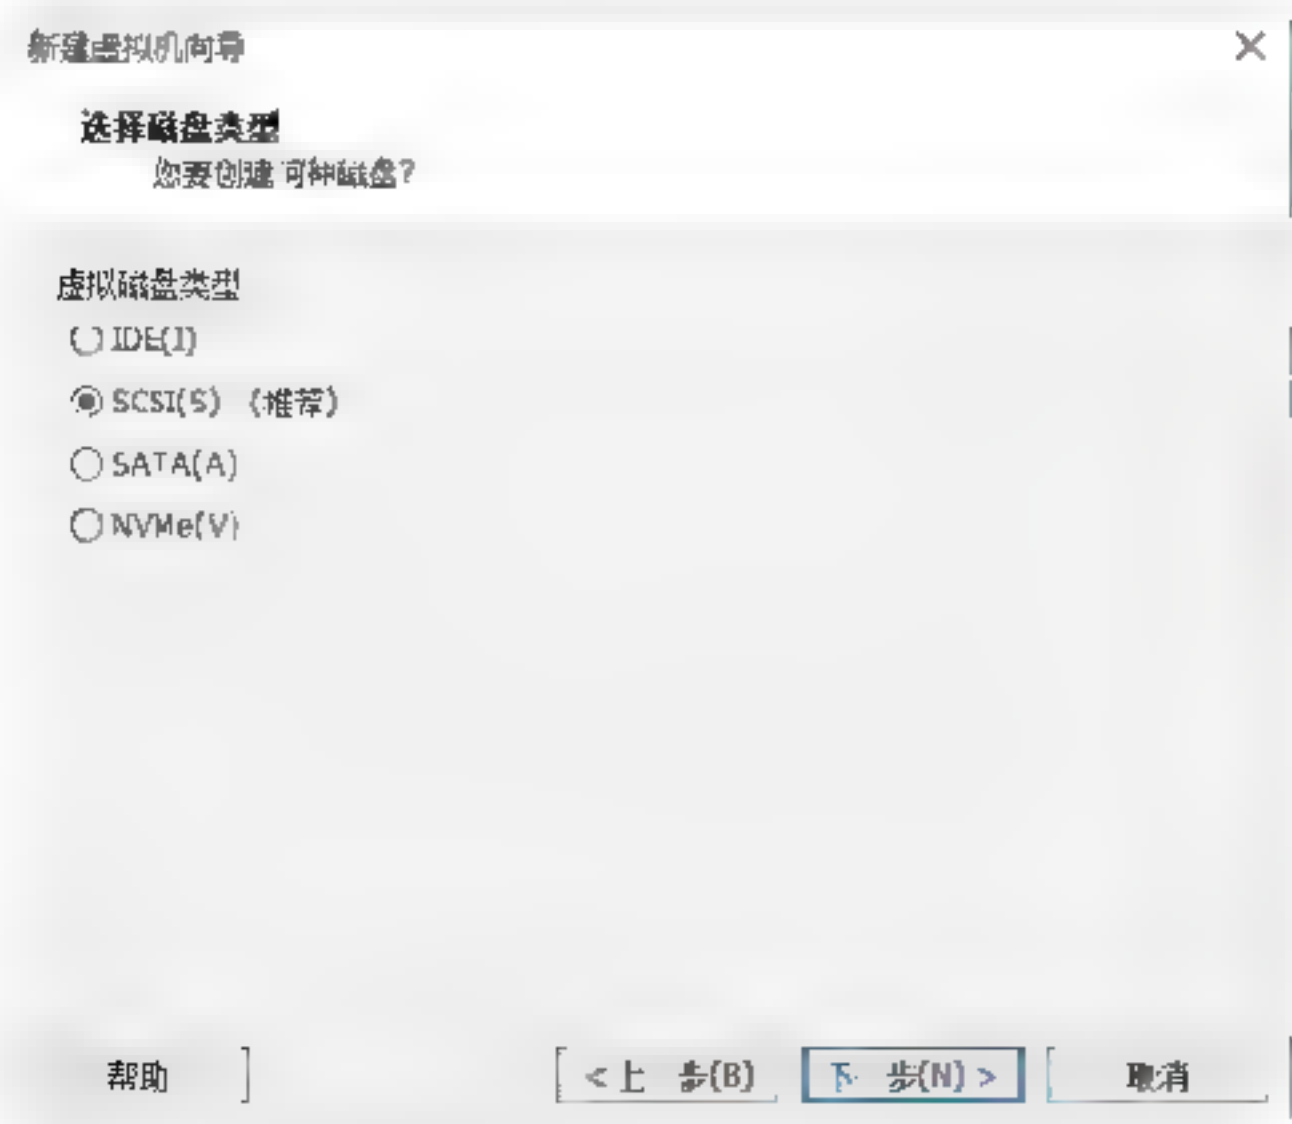 新建虚拟机向导
选择磁盘类型
您要创建何种磁盘?
虚拟磁盘类型
IDE(I)
SCSI(S) (推荐)
SATA(A)
NVMe(V)
帮助
< 上一步(B)
下一步(N) >
取消